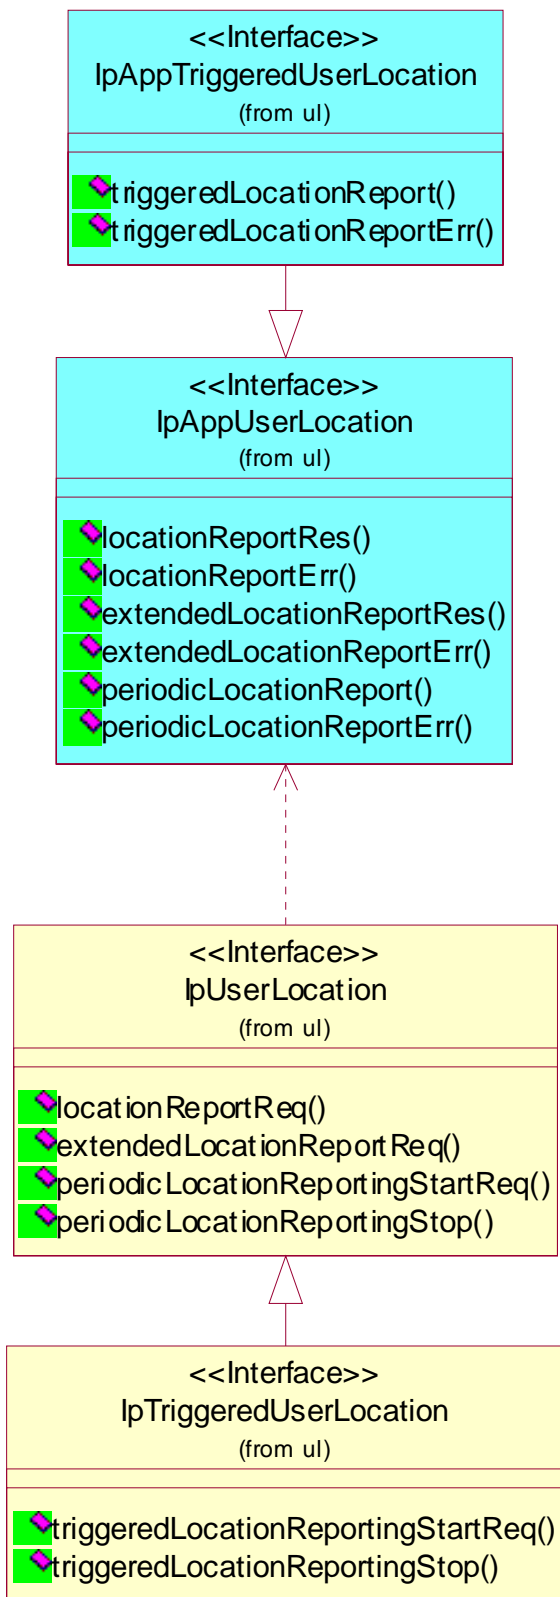 <<Interface>>
IpAppTriggeredUserLocation
(from ul)
triggeredLocationReport()
triggeredLocationReportErr()
<<Interface>>
IpAppUserLocation
(from ul)
locationReportRes()
locationReportErr()
extendedLocationReportRes()
extendedLocationReportErr()
periodicLocationReport()
periodicLocationReportErr()
<<Interface>>
IpUserLocation
(from ul)
locationReportReq()
extendedLocationReportReq()
periodicLocationReportingStartReq()
periodicLocationReportingStop()
<<Interface>>
IpTriggeredUserLocation
(from ul)
triggeredLocationReportingStartReq()
triggeredLocationReportingStop()